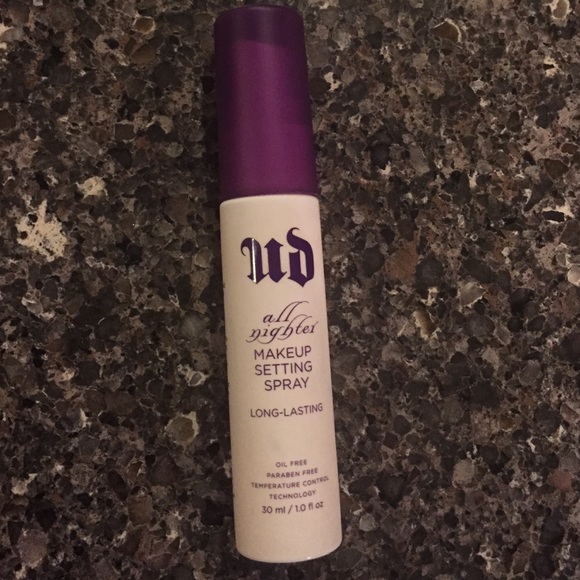 UD
all
nighter
MAKEUP
SETTING
SPRAY
LONG-LASTING
OIL FREE
PARABEN FREE
TEMPERATURE CONTROL
TECHNOLOGY
30 ml / 1.0 fl oz